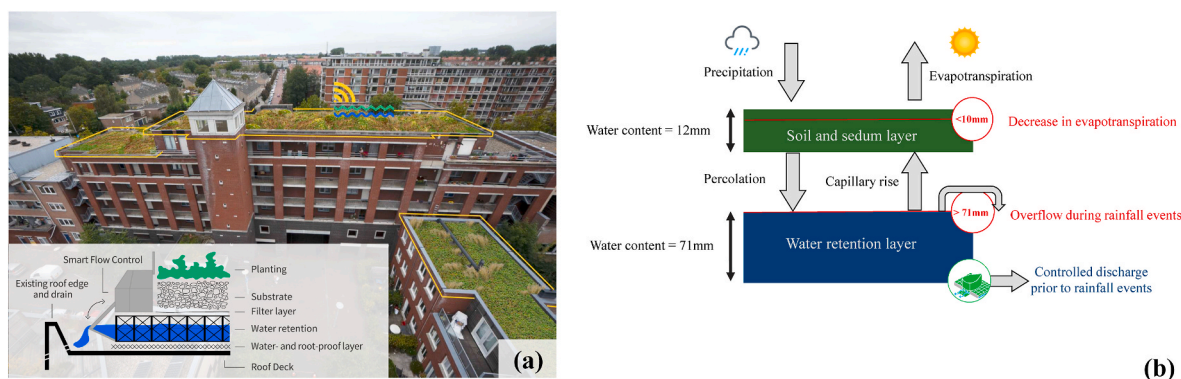 Smart Flow Control
Existing roof edge
and drain
Planting
Substrate
Filter layer
Water retention
Water- and root-proof layer
Roof Deck
(a)
Precipitation
Evapotranspiration
Water content = 12mm
<10mm
Soil and sedum layer
Decrease in evapotranspiration
Percolation
Capillary rise
> 71mm
Overflow during rainfall events
Water content = 71mm
Water retention layer
Controlled discharge
prior to rainfall events
(b)